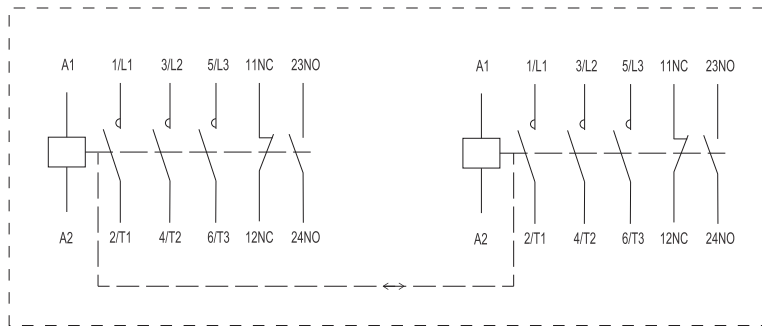 A1 1/L1 3/L2 5/L3 11NC 23NO
A1 1/L1 3/L2 5/L3 11NC 23NO
A2 2/T1 4/T2 6/T3 12NC 24NO
A2 2/T1 4/T2 6/T3 12NC 24NO